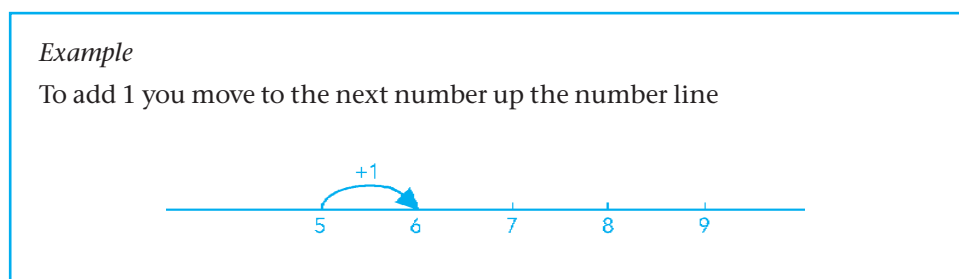 Example
To add 1 you move to the next number up the number line
+1
5 6 7 8 9